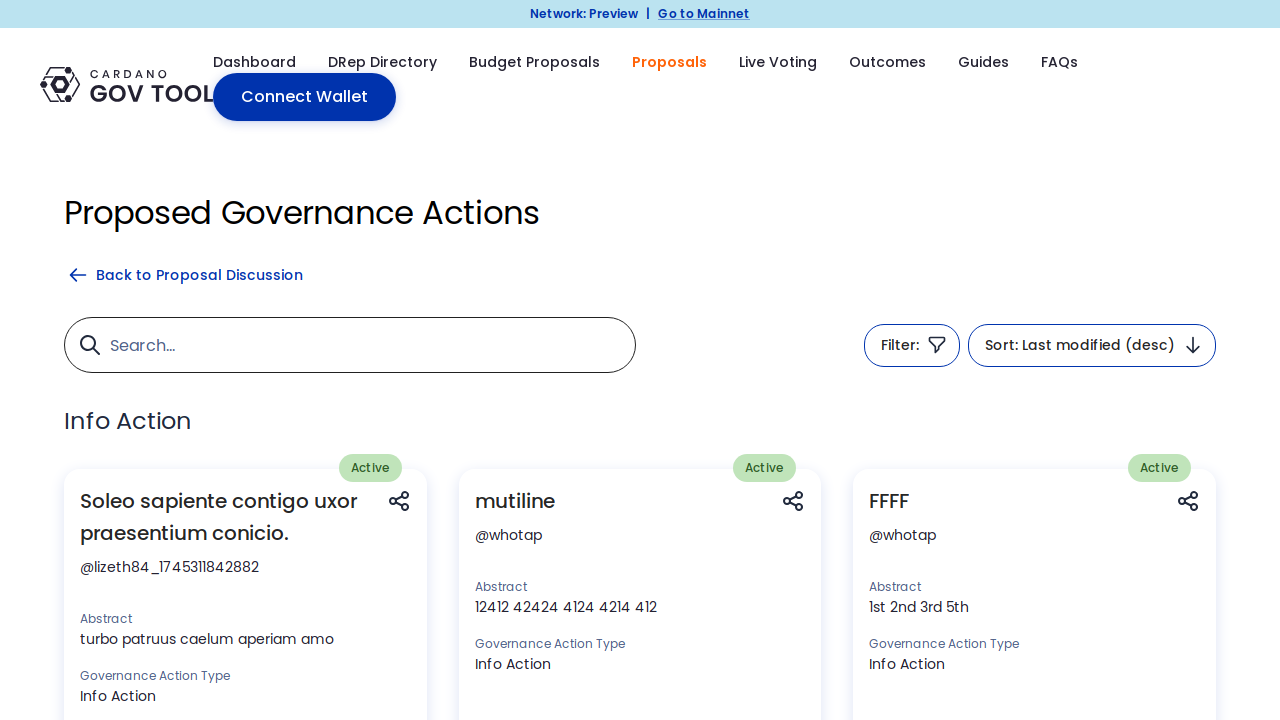 Network: Preview | Go to Mainnet
CARDANO
GOV TOOL
Dashboard DRep Directory Budget Proposals Proposals Live Voting Outcomes Guides FAQs
Connect Wallet
Proposed Governance Actions
Back to Proposal Discussion
Search...
Filter:
Sort: Last modified (desc)
Info Action
Active
Soleo sapiente contigo uxor
praesentium conicio.
@lizeth84_1745311842882
Abstract
turbo patruus caelum aperiam amo
Governance Action Type
Info Action
Active
mutiline
@whotap
Abstract
12412 42424 4124 4214 412
Governance Action Type
Info Action
Active
FFFF
@whotap
Abstract
1st 2nd 3rd 5th
Governance Action Type
Info Action